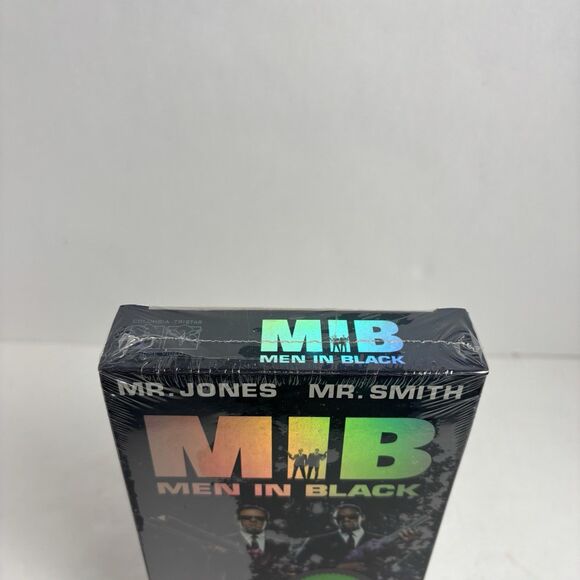 COLUMBIA TRISTAR
MIB
MEN IN BLACK
MR. JONES MR. SMITH
MIB
MEN IN BLACK